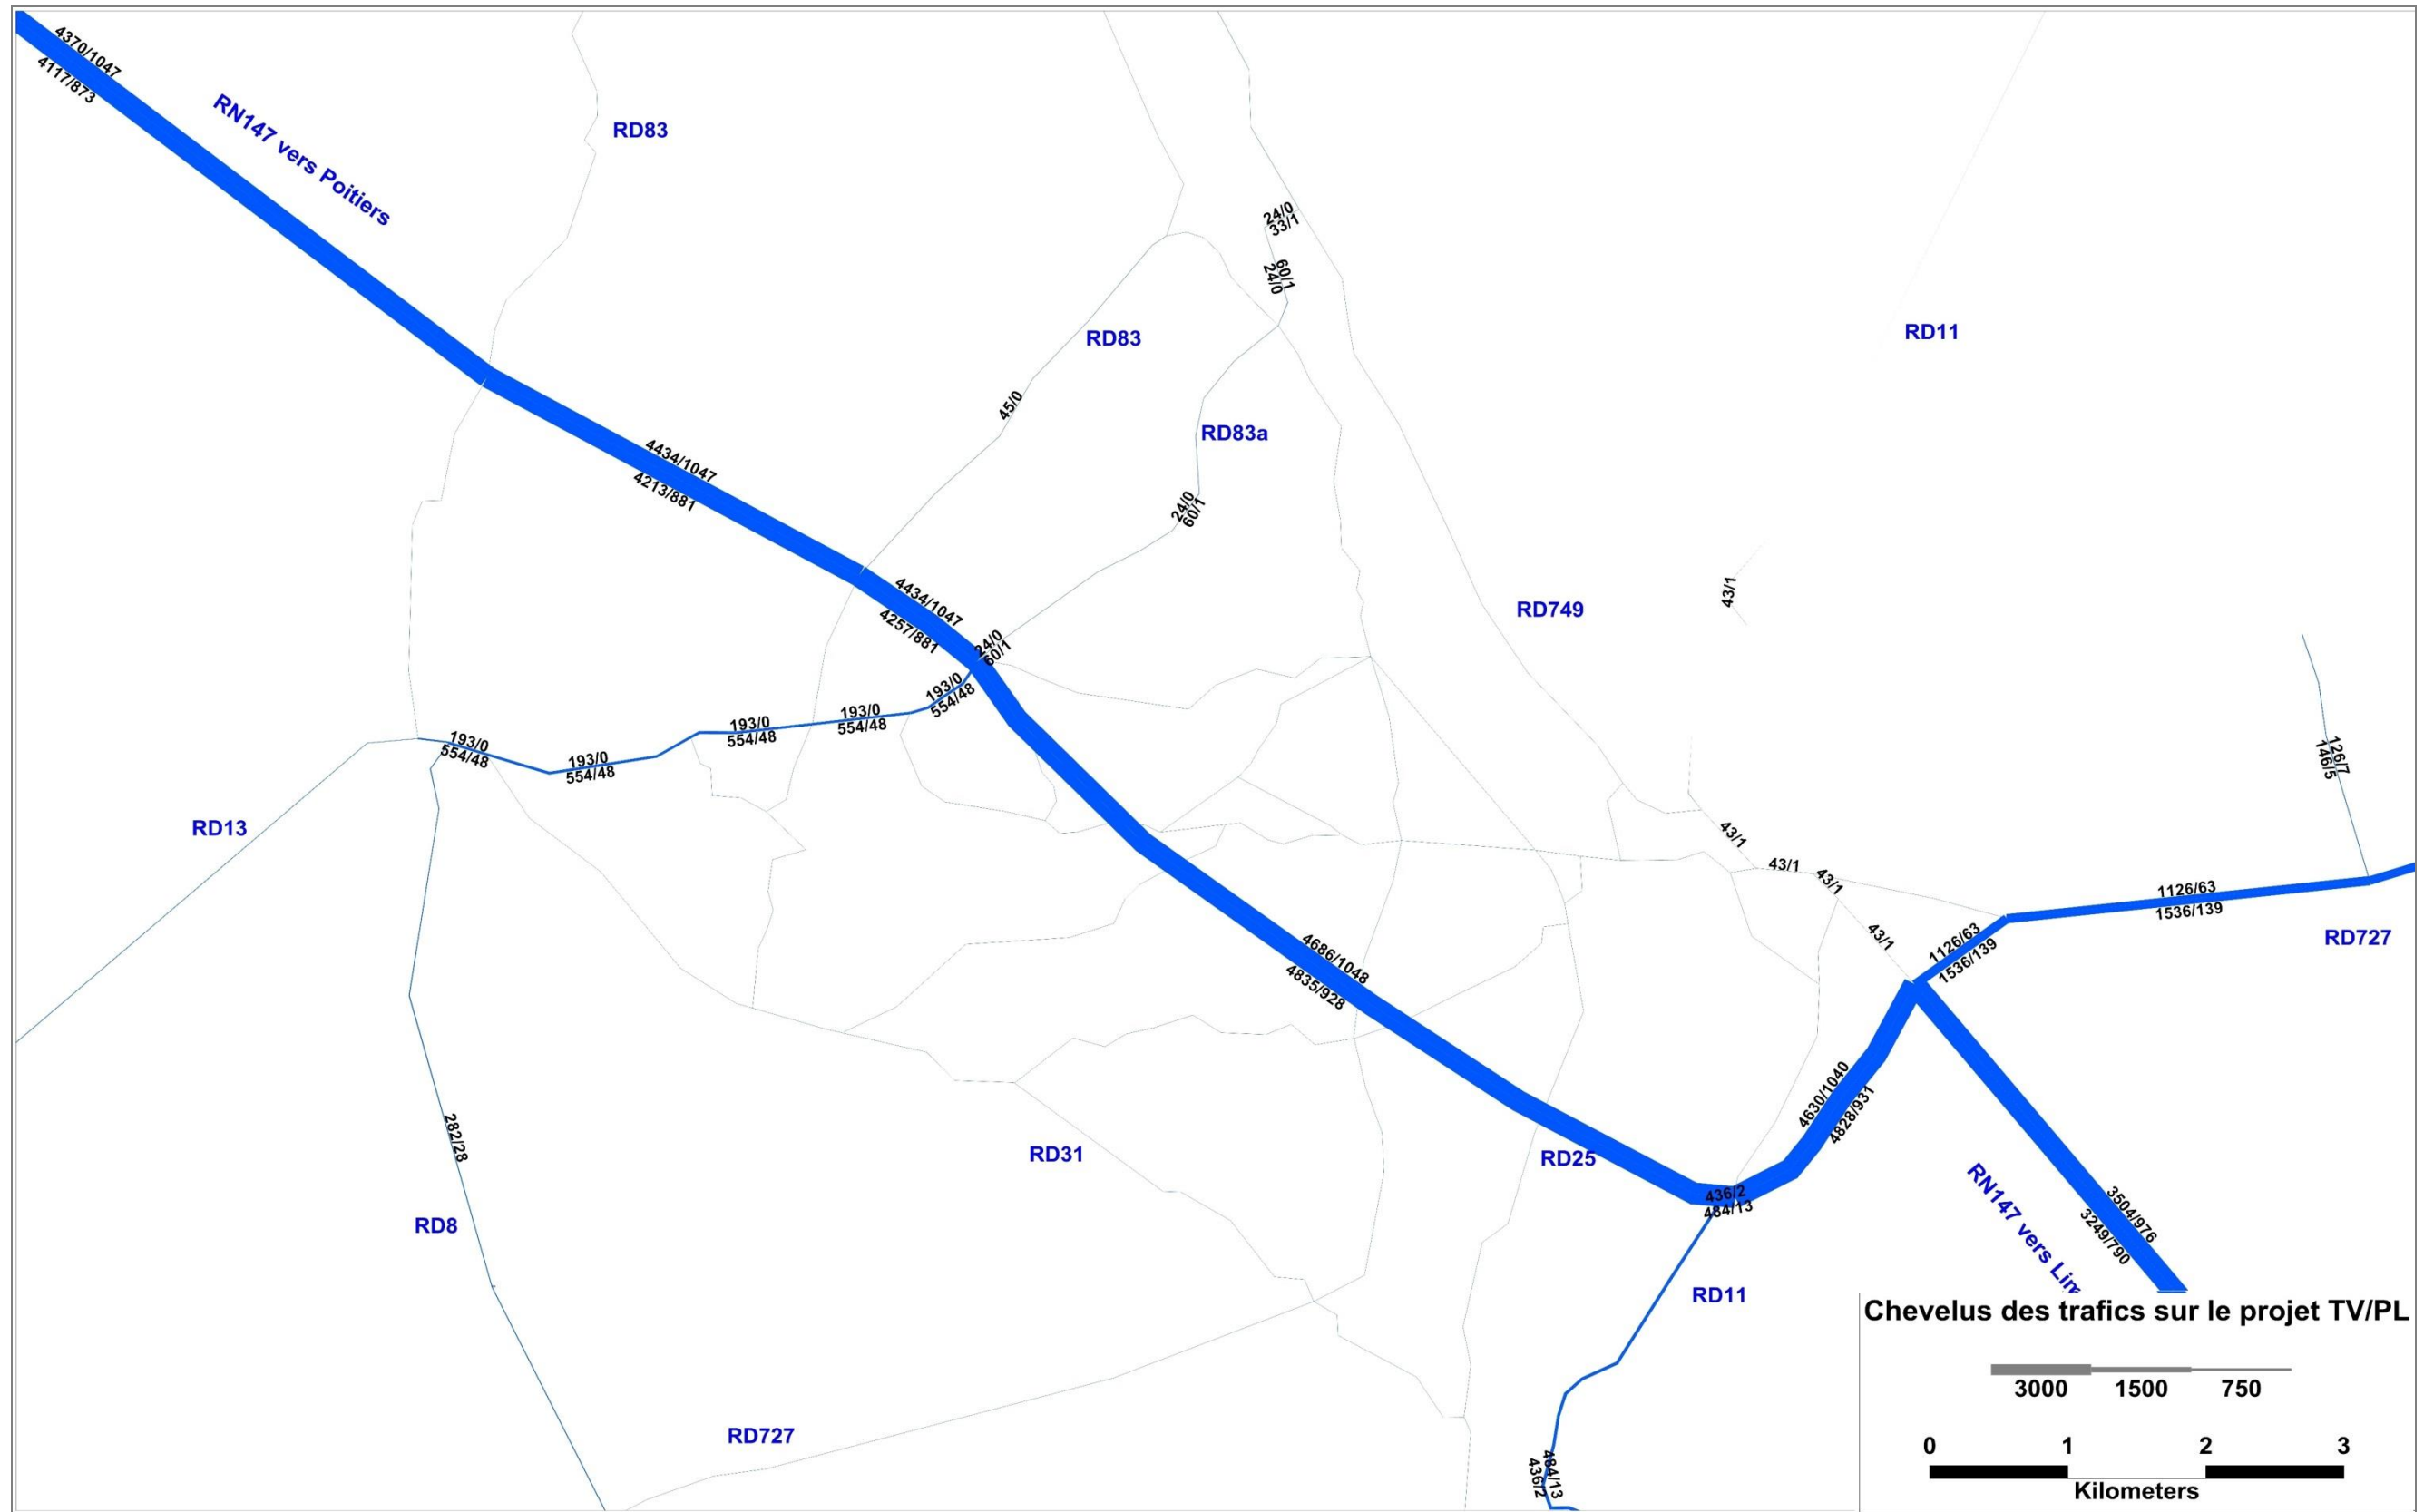 4370/1047
4117/873
RN147 vers Poitiers
RD83
24/0
33/1
60/1
24/0
RD83
RD11
45/0
RD83a
4434/1047
4213/881
24/0
60/1
4434/1047
4257/881
43/1
RD749
24/0
60/1
193/0
554/48
193/0
554/48
193/0
554/48
193/0
554/48
193/0
554/48
126/7
146/5
RD13
43/1
43/1
43/1
43/1
1126/63
1536/139
1126/63
1536/139
RD727
4686/1048
4835/928
4630/1040
4828/931
282/28
RD31
RD25
RD8
436/2
484/13
RN147 vers Lim
3504/976
3249/790
RD11
Chevelus des trafics sur le projet TV/PL
3000 1500 750
RD727
0 1 2 3
Kilometers
484/13
436/2